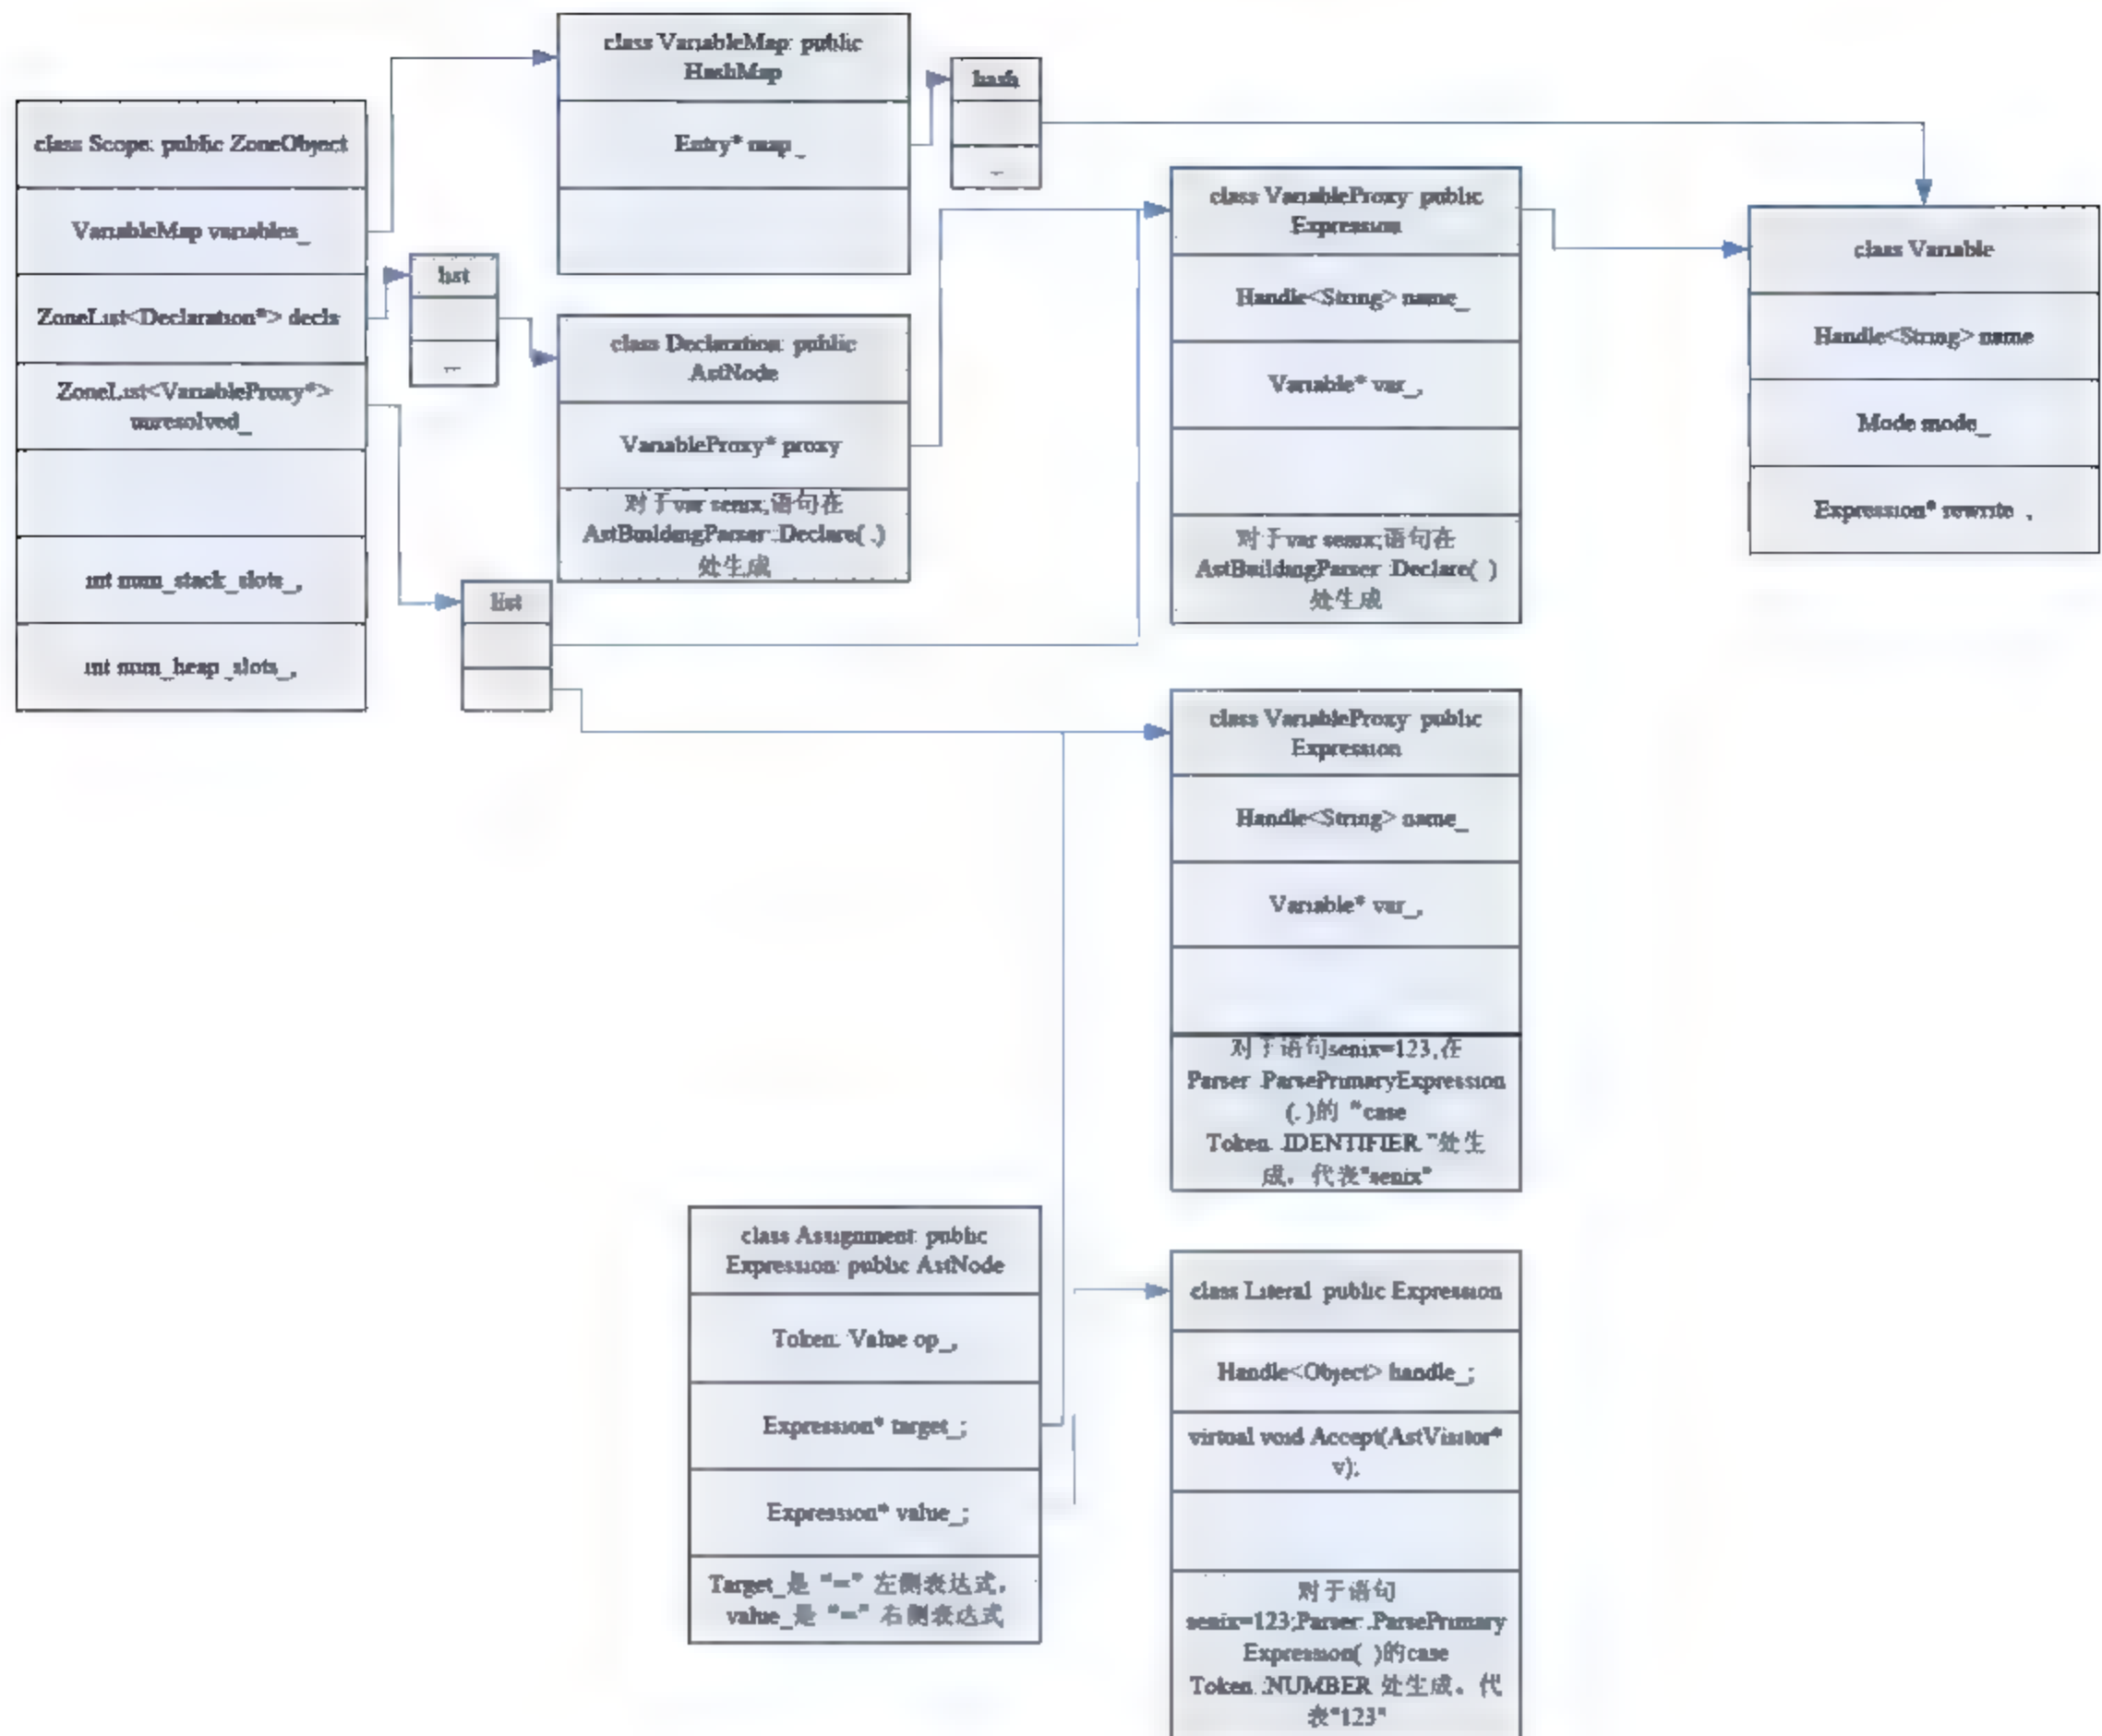 class Scope: public ZoneObject
VariableMap variables_
ZoneList<Declaration*> decls
ZoneList<VariableProxy*>
unresolved_
int num_stack_slots_,
int num_heap_slots_,
class VariableMap: public
HashMap
Entry* map_
hash
...
list
...
class Declaration: public
AstNode
VariableProxy* proxy
对于var senix;语句在
AstBuildingParser::Declare(.)
处生成
list
class VariableProxy public
Expression
Handle<String> name_
Variable* var_,
对于var senix;语句在
AstBuildingParser::Declare( )
处生成
class Variable
Handle<String> name
Mode mode_
Expression* rewrite_,
class VariableProxy public
Expression
Handle<String> name_
Variable* var_,
对于语句senix=123,在
Parser::ParsePrimaryExpression
(.)的“case
Token::IDENTIFIER”处生
成。代表"senix"
class Assignment public
Expression: public AstNode
Token::Value op_,
Expression* target_;
Expression* value_;
Target_是“=”左侧表达式,
value_是“=”右侧表达式
class Literal public Expression
Handle<Object> handle_;
virtual void Accept(AstVisitor*
v);
对于语句
senix=123;Parser::ParsePrimary
Expression( )的case
Token::NUMBER 处生成。代
表"123"